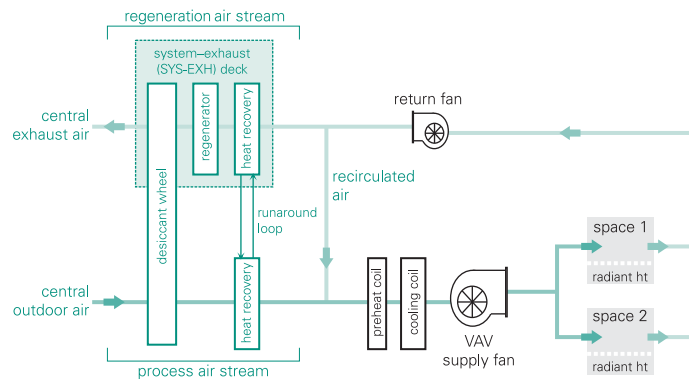 regeneration air stream
system–exhaust
(SYS-EXH) deck
central
exhaust air
desiccant wheel
regenerator
heat recovery
return fan
recirculated
air
runaround
loop
central
outdoor air
heat recovery
preheat coil
cooling coil
VAV
supply fan
space 1
radiant ht
space 2
radiant ht
process air stream